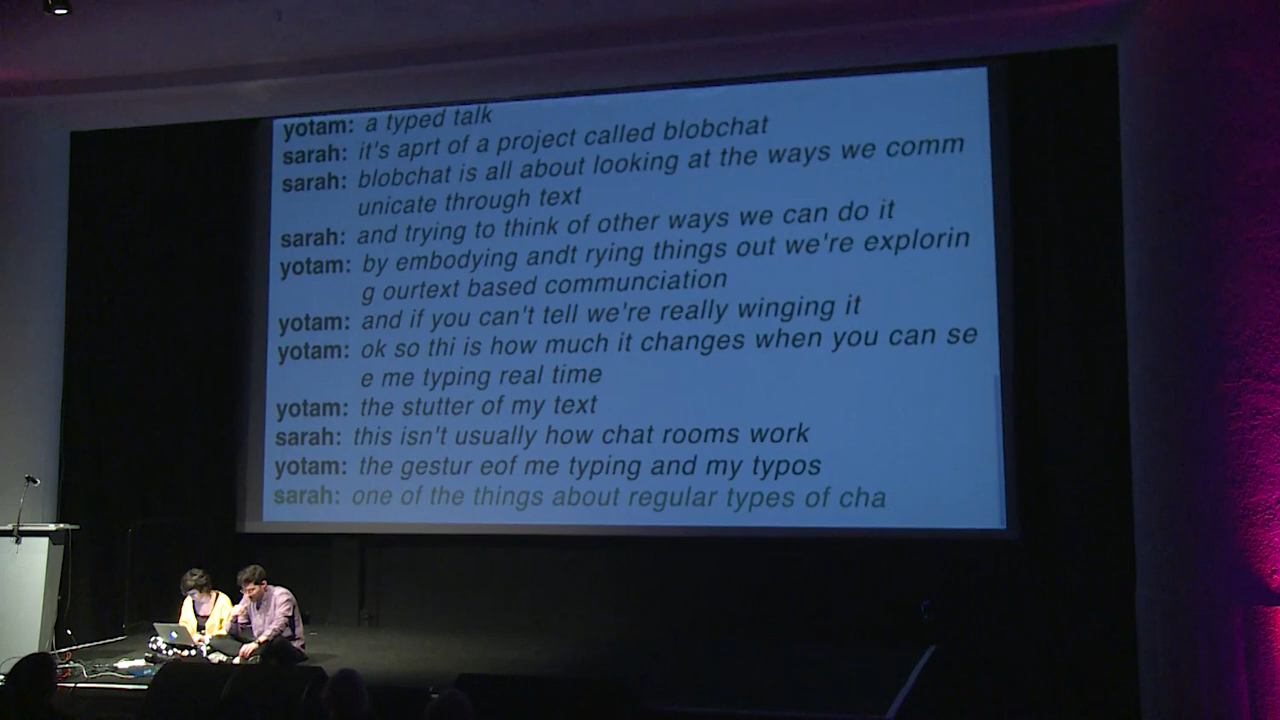 yotam: a typed talk
sarah: it's aprt of a project called blobchat
sarah: blobchat is all about looking at the ways we comm
unicate through text
sarah: and trying to think of other ways we can do it
yotam: by embodying andt rying things out we're explorin
g ourtext based communciation
yotam: and if you can't tell we're really winging it
yotam: ok so thi is how much it changes when you can se
e me typing real time
yotam: the stutter of my text
sarah: this isn't usually how chat rooms work
yotam: the gestur eof me typing and my typos
sarah: one of the things about regular types of cha